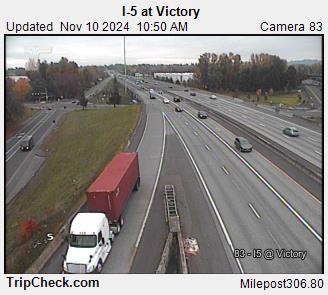 I-5 at Victory
Updated Nov 10 2024 10:50 AM Camera 83
83 - I5 @ Victory
TripCheck.com Milepost306.80